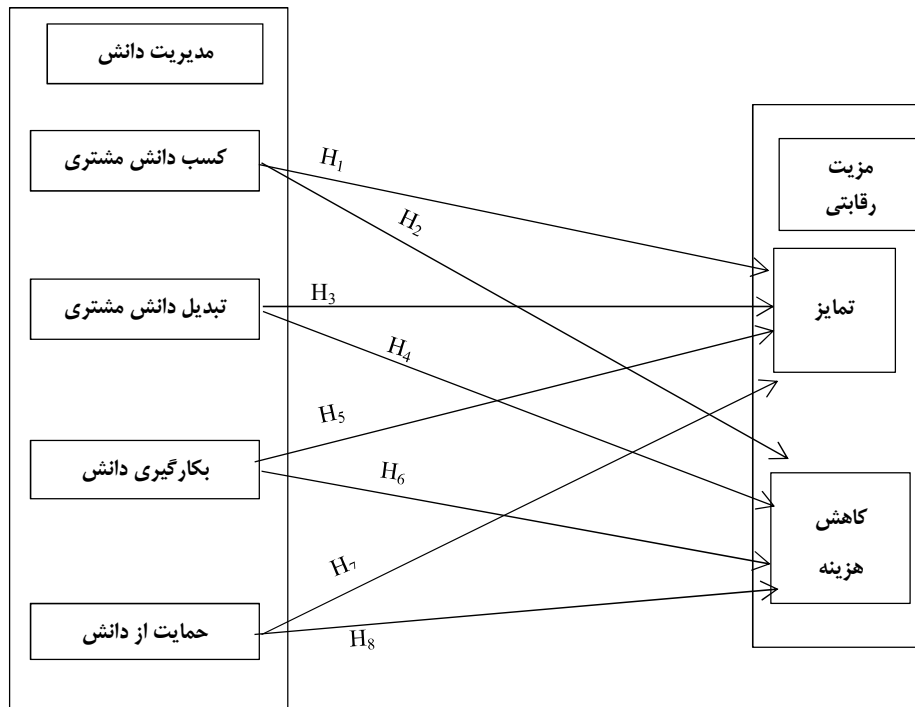 مدیریت دانش
کسب دانش مشتری
تبدیل دانش مشتری
بکارگیری دانش
حمایت از دانش
H1
H2
H3
H4
H5
H6
H7
H8
مزیت
رقابتی
تمایز
کاهش
هزینه